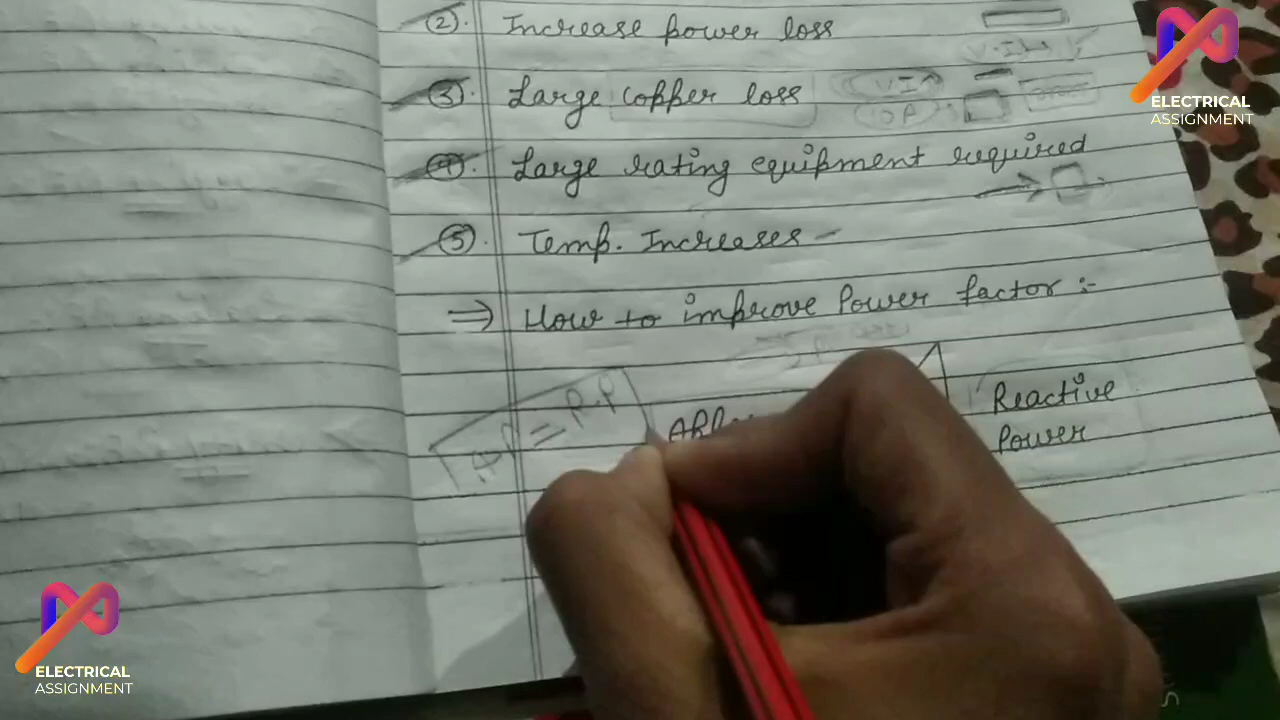 (2). Increase power loss
(3). Large copper loss
(4). Large rating equipment required
(5). Temp. Increases -
⇒ How to improve Power factor :-
= R.P
Reactive
Power
ELECTRICAL
ASSIGNMENT
ELECTRICAL
ASSIGNMENT